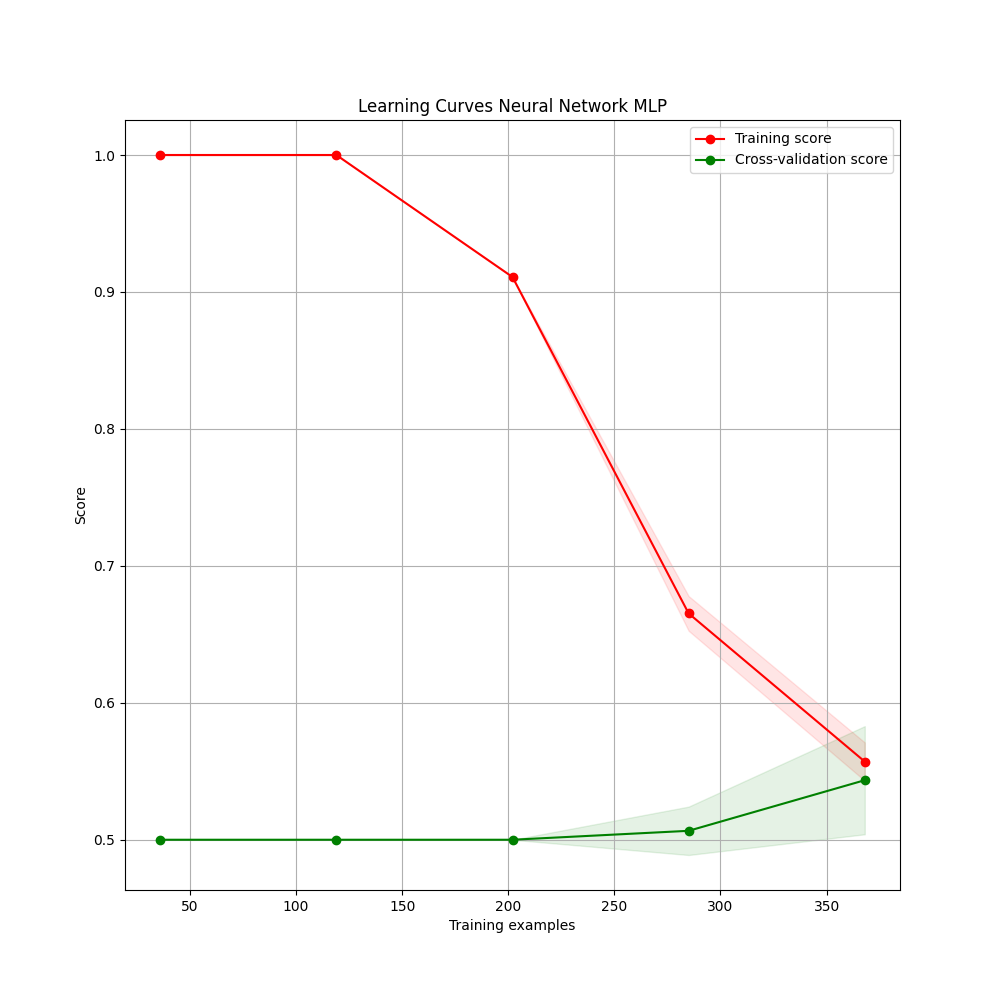 Learning Curves Neural Network MLP
Training score
Cross-validation score
1.0
0.9
0.8
0.7
0.6
0.5
Score
50 100 150 200 250 300 350
Training examples